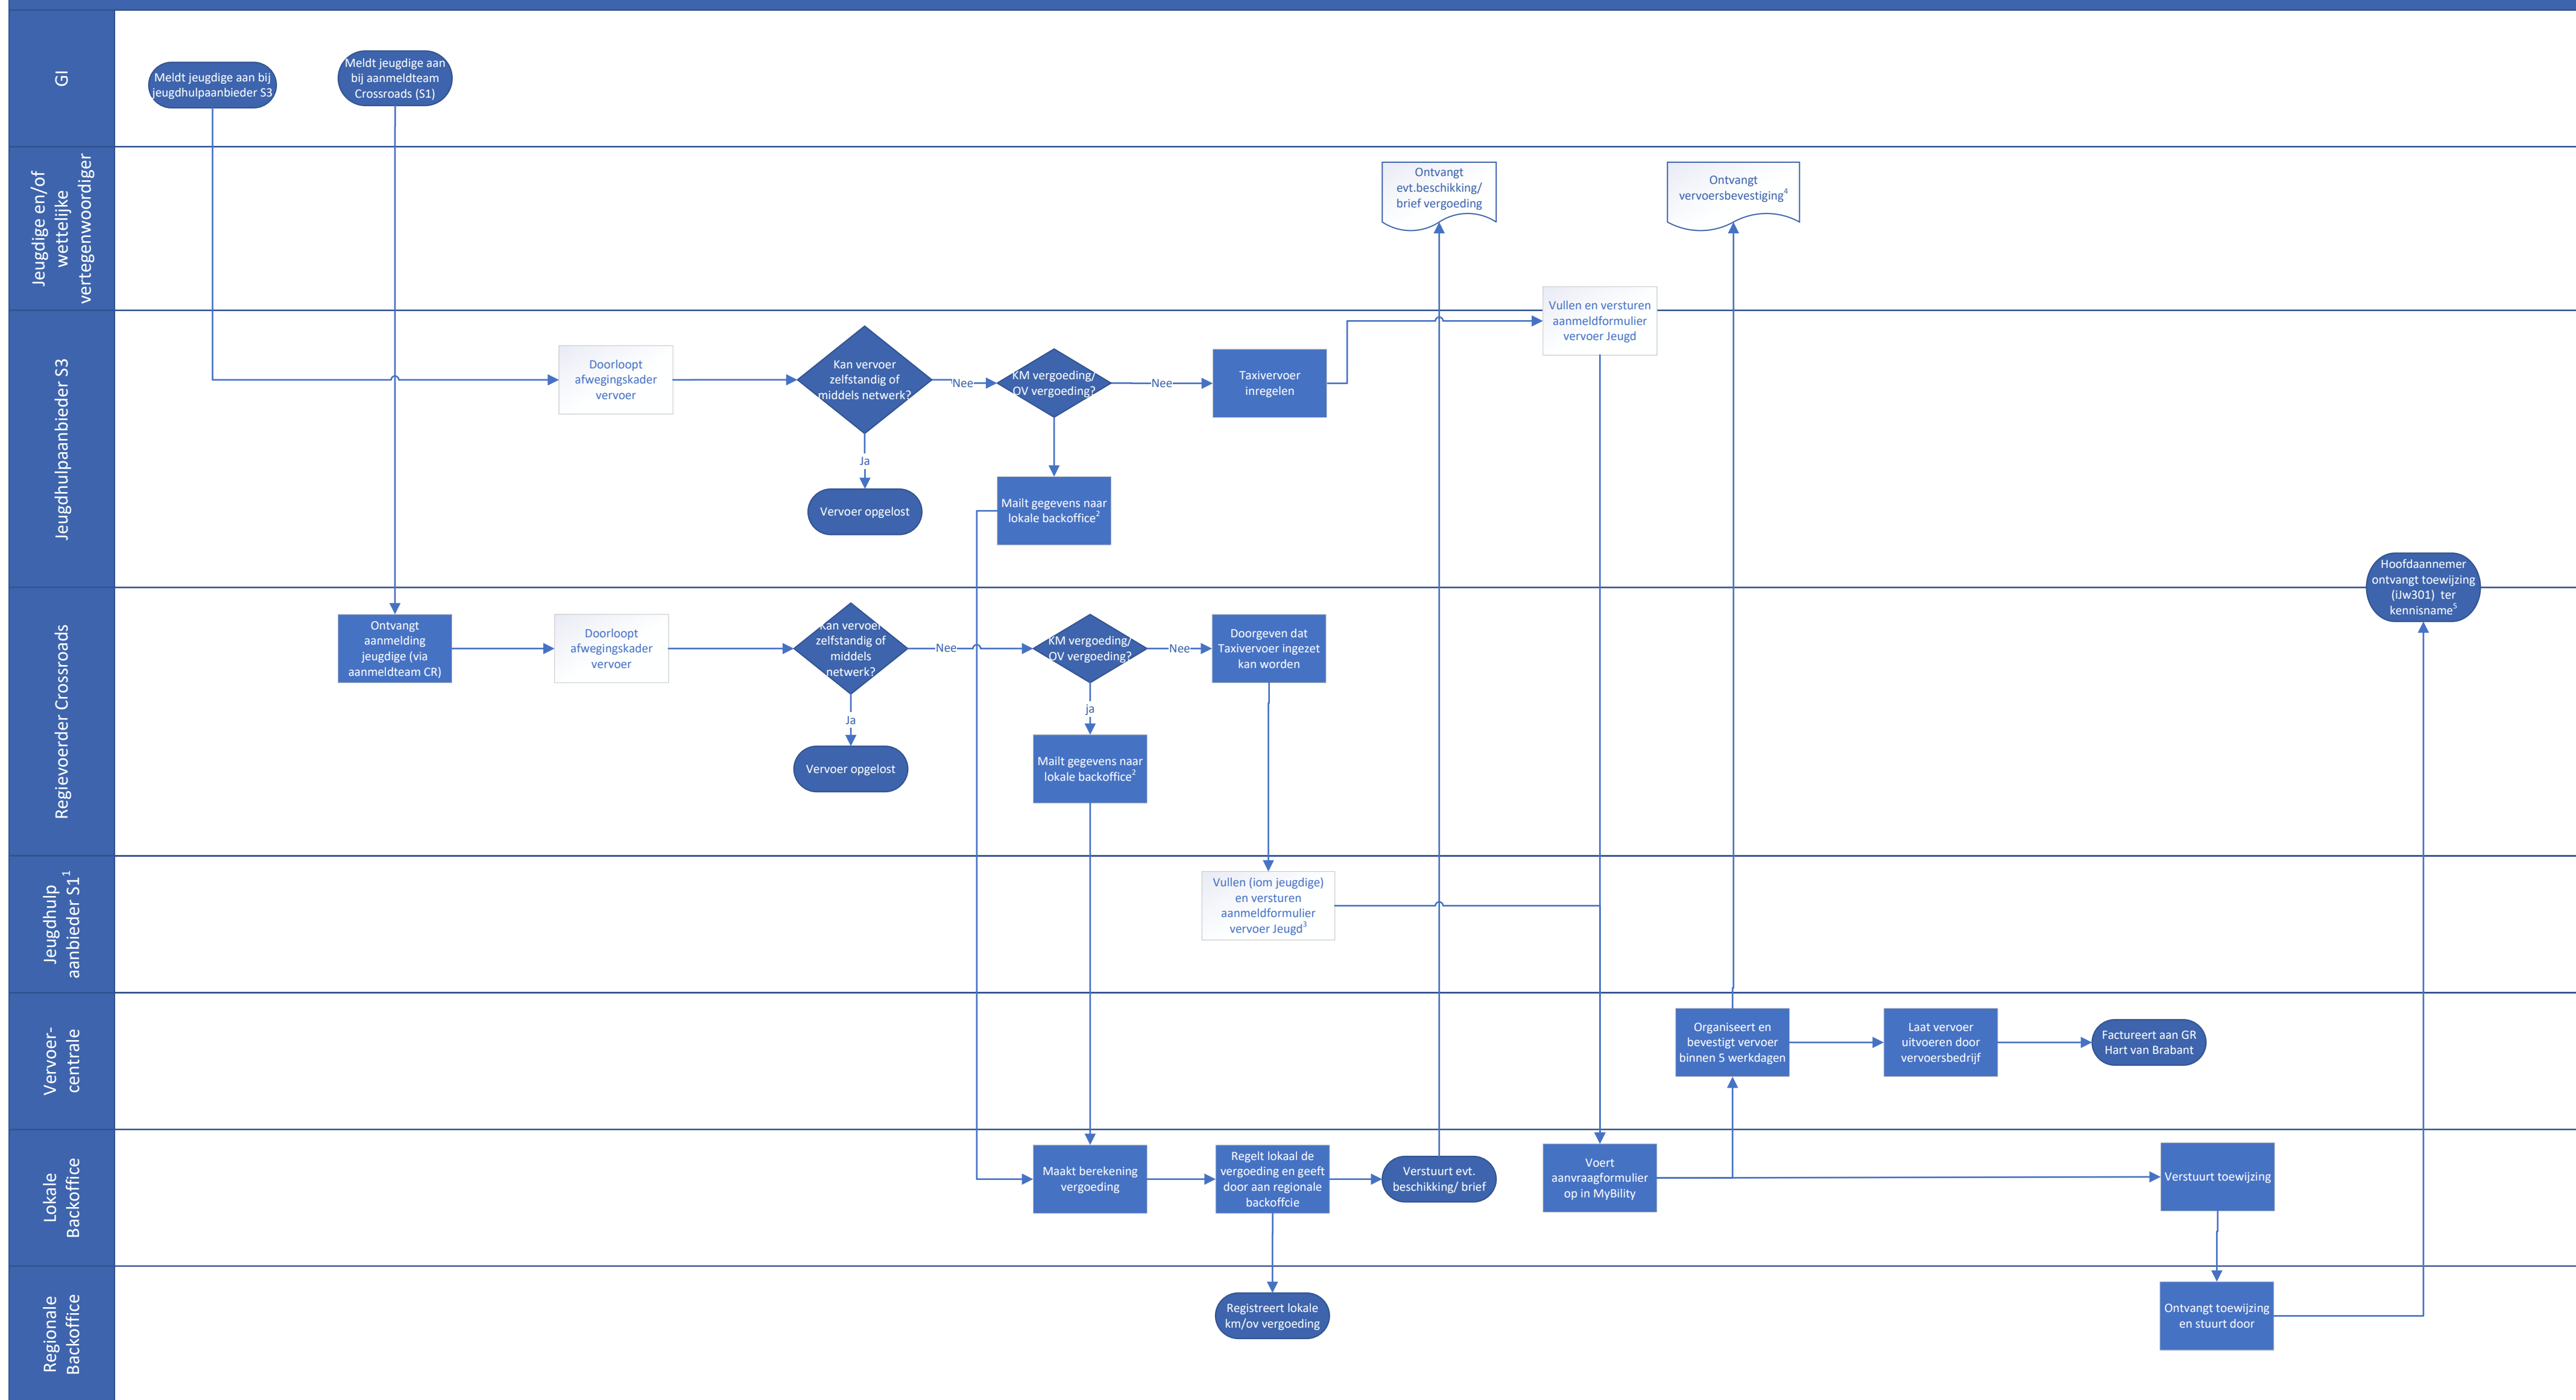 GI
Meldt jeugdige aan bij
jeugdhulpaanbieder S3
Meldt jeugdige aan
bij aanmeldteam
Crossroads (S1)
Jeugdige en/of
wettelijke
vertegenwoordiger
Ontvangt
evt.beschikking/
brief vergoeding
Ontvangt
vervoersbevestiging4
Vullen en versturen
aanmeldformulier
vervoer Jeugd
Jeugdhulpaanbieder S3
Doorloopt
afwegingskader
vervoer
Kan vervoer
zelfstandig of
middels netwerk?
Nee
KM vergoeding/
OV vergoeding?
Nee
Taxivervoer
inregelen
Ja
Vervoer opgelost
Mailt gegevens naar
lokale backoffice2
Hoofdaannemer
ontvangt toewijzing
(iJw301) ter
kennisname5
Regievoerder Crossroads
Ontvangt
aanmelding
jeugdige (via
aanmeldteam CR)
Doorloopt
afwegingskader
vervoer
Kan vervoer
zelfstandig of
middels
netwerk?
Nee
KM vergoeding/
OV vergoeding?
Nee
Doorgeven dat
Taxivervoer ingezet
kan worden
Ja
Vervoer opgelost
ja
Mailt gegevens naar
lokale backoffice2
Jeugdhulp
aanbieder S11
Vullen (iom jeugdige)
en versturen
aanmeldformulier
vervoer Jeugd3
Vervoer-
centrale
Organiseert en
bevestigt vervoer
binnen 5 werkdagen
Laat vervoer
uitvoeren door
vervoersbedrijf
Factureert aan GR
Hart van Brabant
Lokale
Backoffice
Maakt berekening
vergoeding
Regelt lokaal de
vergoeding en geeft
door aan regionale
backoffcie
Verstuurt evt.
beschikking/ brief
Voert
aanvraagformulier
op in MyBility
Verstuurt toewijzing
Regionale
Backoffice
Registreert lokale
km/ov vergoeding
Ontvangt toewijzing
en stuurt door